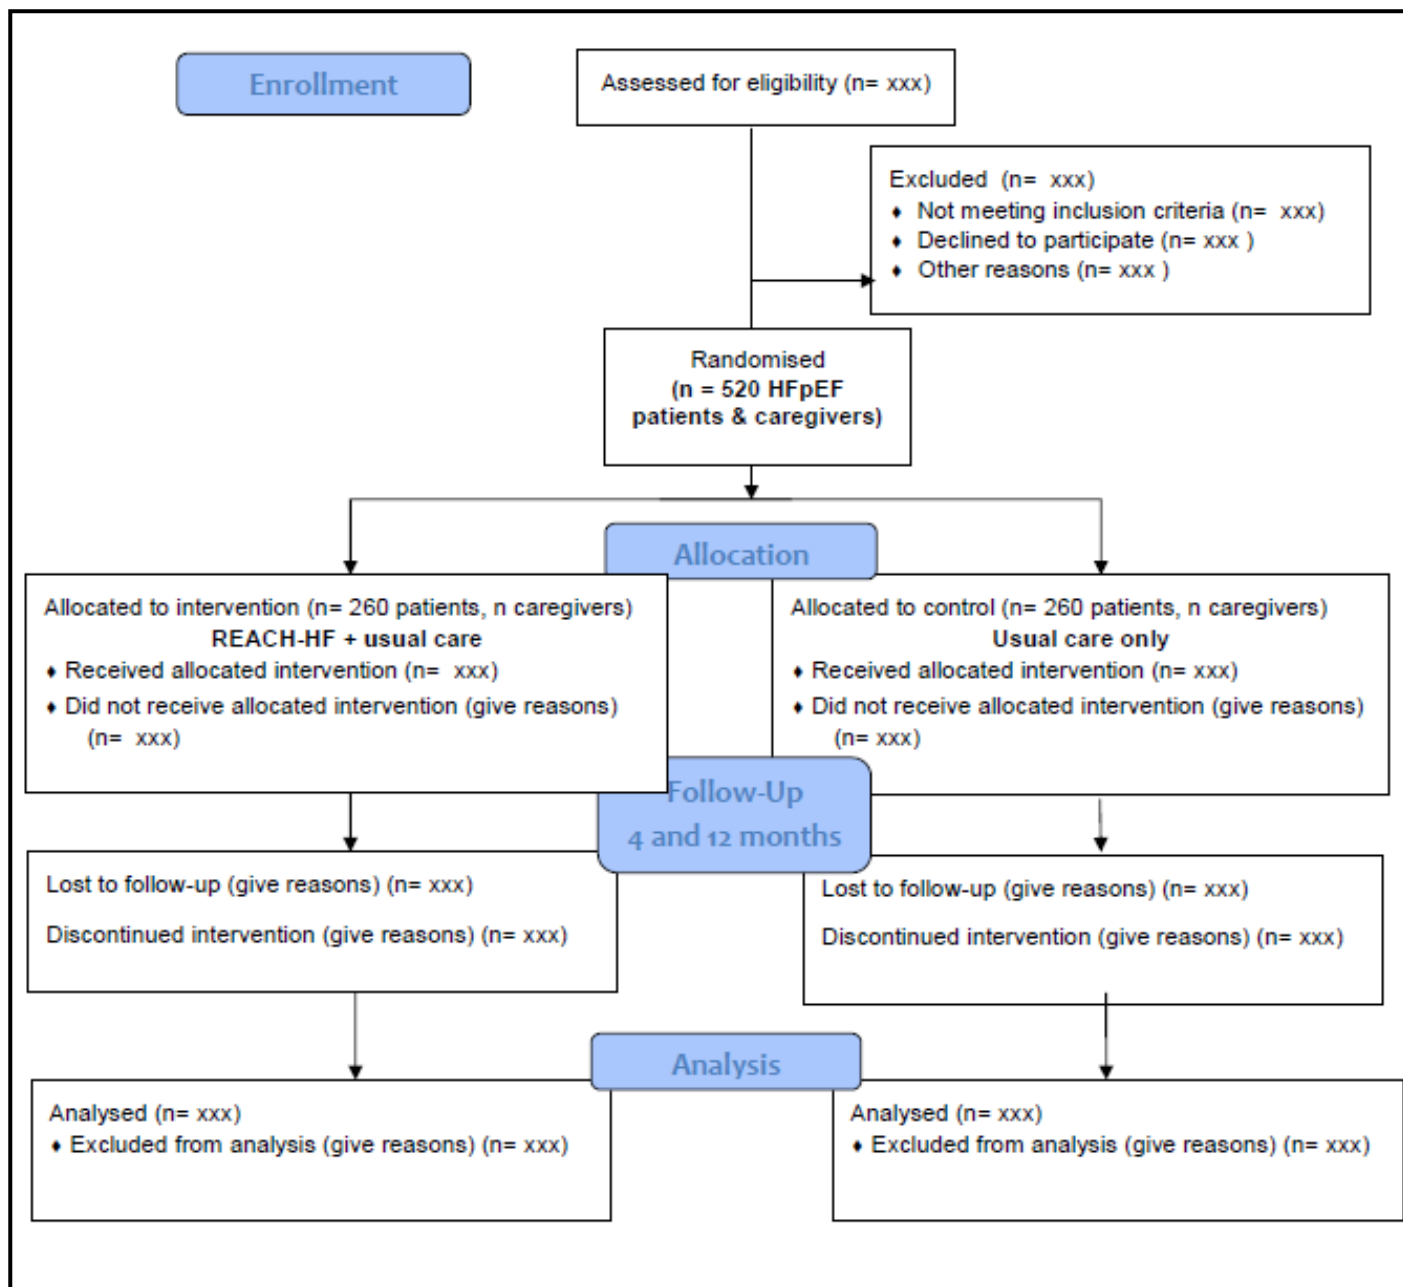 Enrollment
Assessed for eligibility (n= xxx)
Excluded (n= xxx)
♦ Not meeting inclusion criteria (n= xxx)
♦ Declined to participate (n= xxx )
♦ Other reasons (n= xxx )
Randomised
(n = 520 HFpEF
patients & caregivers)
Allocation
Allocated to intervention (n= 260 patients, n caregivers)
REACH-HF + usual care
♦ Received allocated intervention (n= xxx)
♦ Did not receive allocated intervention (give reasons)
(n= xxx)
Allocated to control (n= 260 patients, n caregivers)
Usual care only
♦ Received allocated intervention (n= xxx)
♦ Did not receive allocated intervention (give reasons)
(n= xxx)
Follow-Up
4 and 12 months
Lost to follow-up (give reasons) (n= xxx)
Discontinued intervention (give reasons) (n= xxx)
Lost to follow-up (give reasons) (n= xxx)
Discontinued intervention (give reasons) (n= xxx)
Analysis
Analysed (n= xxx)
♦ Excluded from analysis (give reasons) (n= xxx)
Analysed (n= xxx)
♦ Excluded from analysis (give reasons) (n= xxx)